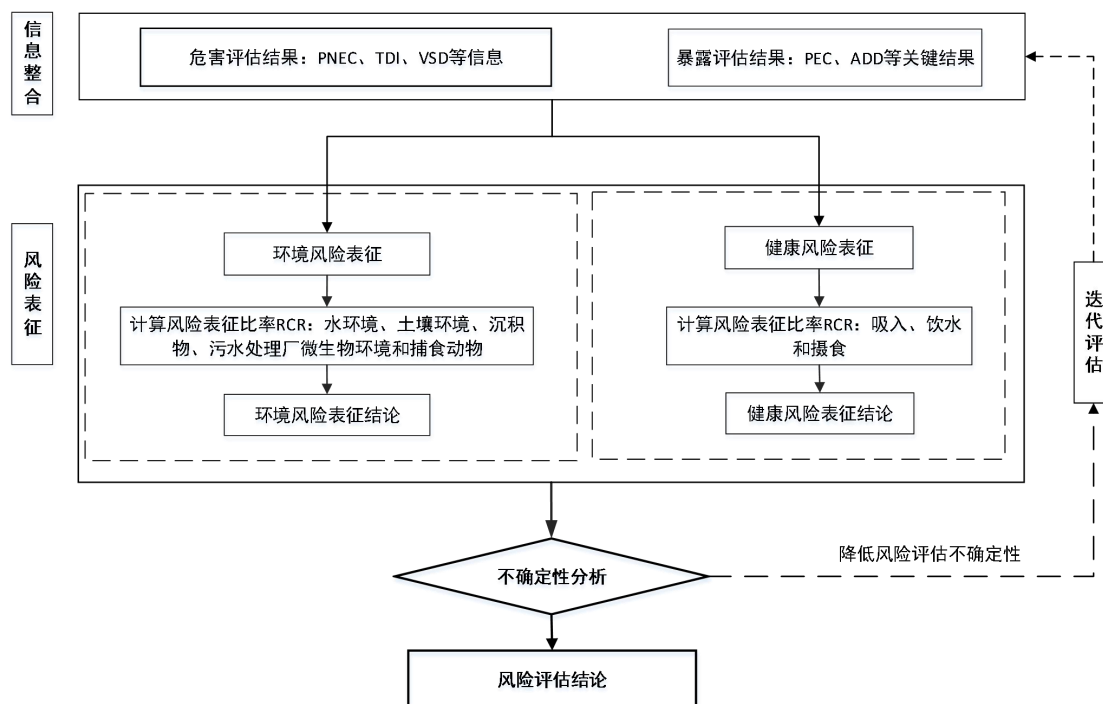 信息整合
危害评估结果：PNEC、TDI、VSD等信息
暴露评估结果：PEC、ADD等关键结果
风险表征
环境风险表征
计算风险表征比率RCR：水环境、土壤环境、沉积
物、污水处理厂微生物环境和捕食动物
环境风险表征结论
健康风险表征
计算风险表征比率RCR：吸入、饮水
和摄食
健康风险表征结论
迭代评估
不确定性分析
降低风险评估不确定性
风险评估结论